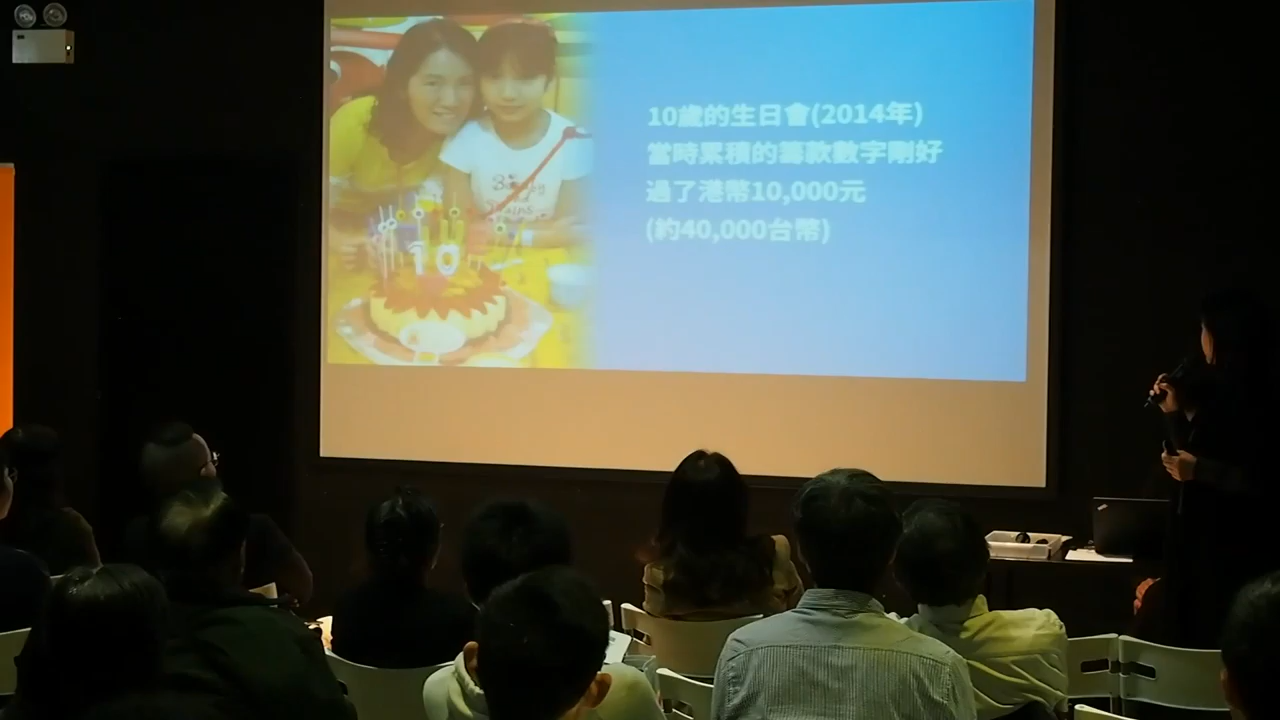 10歲的生日會(2014年)
當時累積的籌款數字剛好
過了港幣10,000元
(約40,000台幣)
10